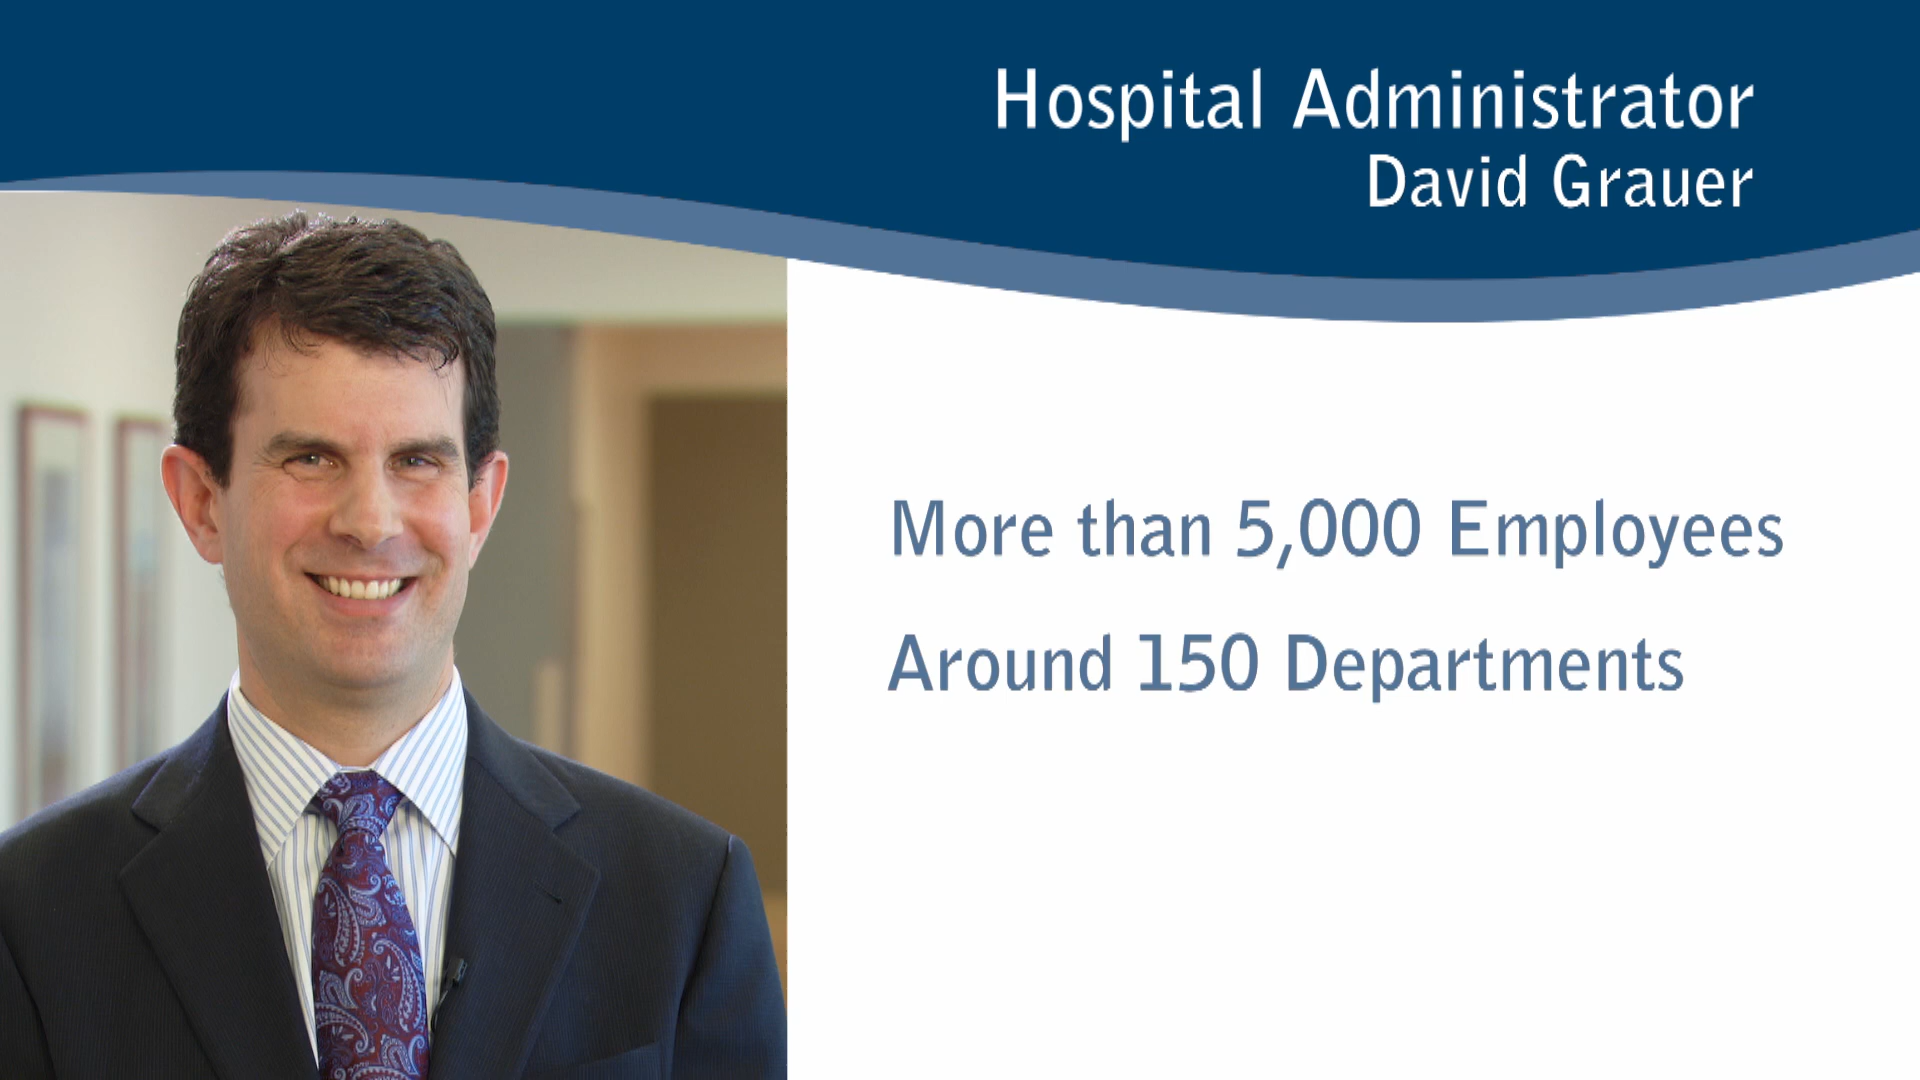 Hospital Administrator
David Grauer
More than 5,000 Employees
Around 150 Departments